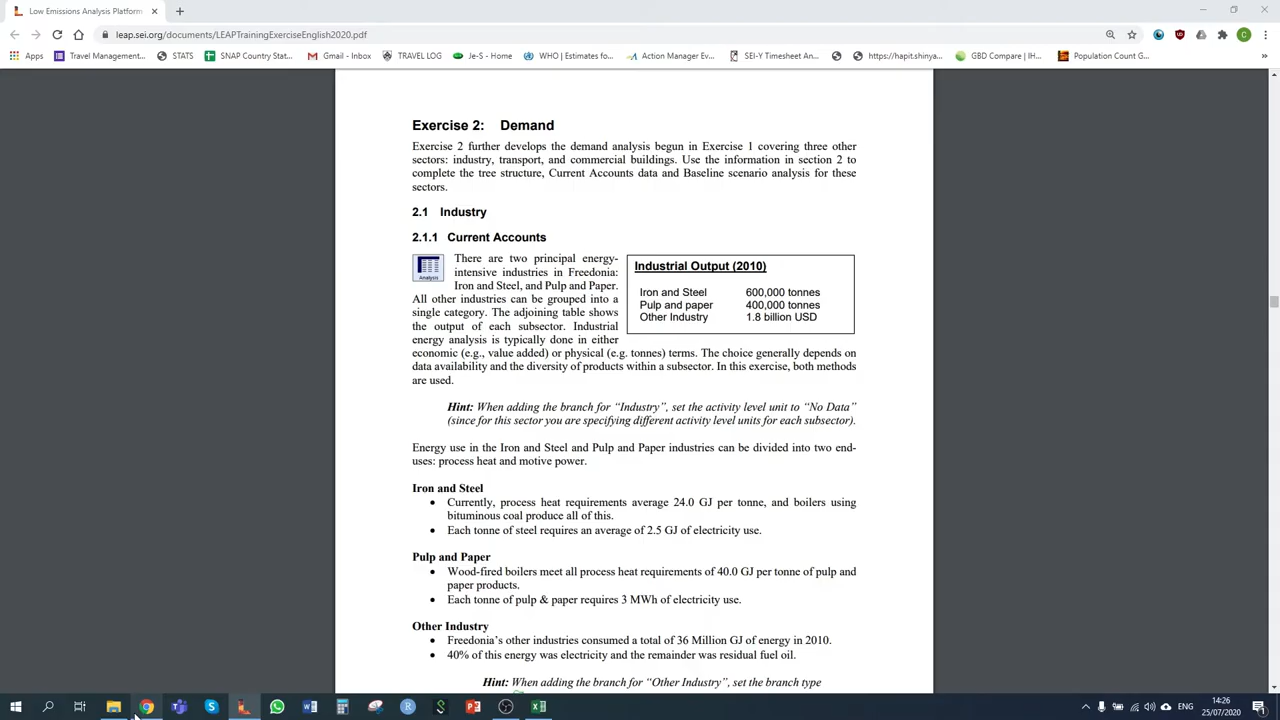 Low Emissions Analysis Platform
leap.sei.org/documents/LEAPTrainingExerciseEnglish2020.pdf
C
Apps
Travel Management...
STATS
SNAP Country Stat...
Gmail - Inbox
TRAVEL LOG
Je-S - Home
WHO | Estimates fo...
Action Manager Ev...
SEI-Y Timesheet An...
https://hapit.shinya...
GBD Compare | IH...
Population Count G...
Exercise 2: Demand
Exercise 2 further develops the demand analysis begun in Exercise 1 covering three other
sectors: industry, transport, and commercial buildings. Use the information in section 2 to
complete the tree structure, Current Accounts data and Baseline scenario analysis for these
sectors.
2.1 Industry
2.1.1 Current Accounts
Analysis
There are two principal energy-
intensive industries in Freedonia:
Iron and Steel, and Pulp and Paper.
All other industries can be grouped into a
single category. The adjoining table shows
the output of each subsector. Industrial
energy analysis is typically done in either
Industrial Output (2010)
Iron and Steel 600,000 tonnes
Pulp and paper 400,000 tonnes
Other Industry 1.8 billion USD
economic (e.g., value added) or physical (e.g. tonnes) terms. The choice generally depends on
data availability and the diversity of products within a subsector. In this exercise, both methods
are used.
Hint: When adding the branch for “Industry”, set the activity level unit to “No Data”
(since for this sector you are specifying different activity level units for each subsector).
Energy use in the Iron and Steel and Pulp and Paper industries can be divided into two end-
uses: process heat and motive power.
Iron and Steel
• Currently, process heat requirements average 24.0 GJ per tonne, and boilers using
bituminous coal produce all of this.
• Each tonne of steel requires an average of 2.5 GJ of electricity use.
Pulp and Paper
• Wood-fired boilers meet all process heat requirements of 40.0 GJ per tonne of pulp and
paper products.
• Each tonne of pulp & paper requires 3 MWh of electricity use.
Other Industry
• Freedonia’s other industries consumed a total of 36 Million GJ of energy in 2010.
• 40% of this energy was electricity and the remainder was residual fuel oil.
Hint: When adding the branch for “Other Industry”, set the branch type
ENG
14:26
25/07/2020